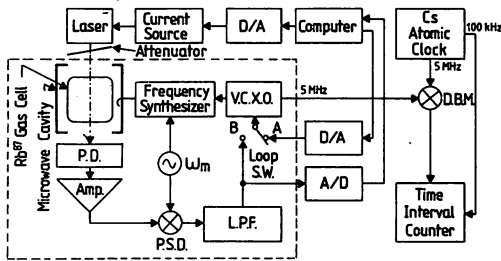 Laser
Current
Source
D/A
Computer
Cs
Atomic
Clock
100 kHz
Attenuator
5 MHz
Rb87 Gas Cell
Microwave Cavity
Frequency
Synthesizer
V.C.X.O.
5 MHz
D.B.M.
B
A
Loop
S.W.
D/A
P.D.
ωm
Amp.
A/D
P.S.D.
L.P.F.
Time
Interval
Counter